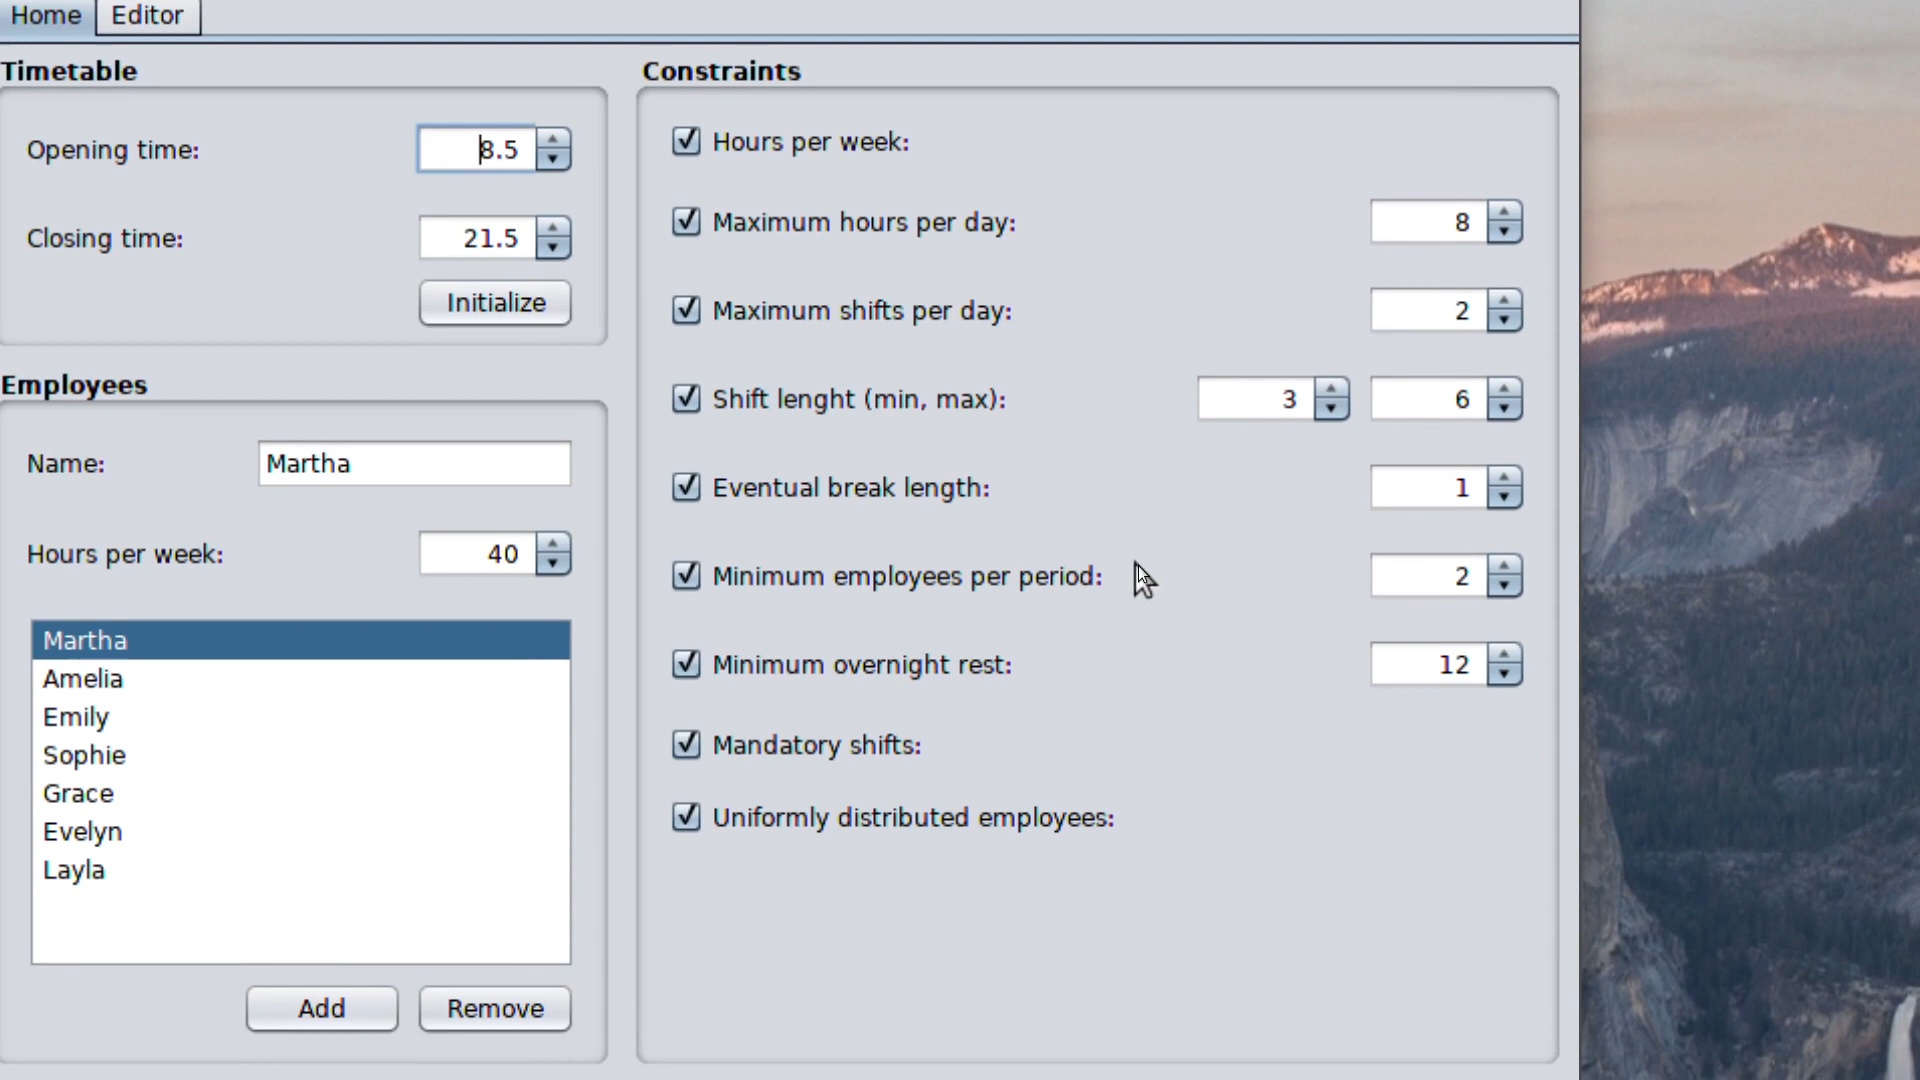 Home Editor
Timetable
Opening time: 8.5
Closing time: 21.5
Initialize
Employees
Name: Martha
Hours per week: 40
Martha
Amelia
Emily
Sophie
Grace
Evelyn
Layla
Add Remove
Constraints
Hours per week:
Maximum hours per day: 8
Maximum shifts per day: 2
Shift lenght (min, max): 3 6
Eventual break length: 1
Minimum employees per period: 2
Minimum overnight rest: 12
Mandatory shifts:
Uniformly distributed employees: